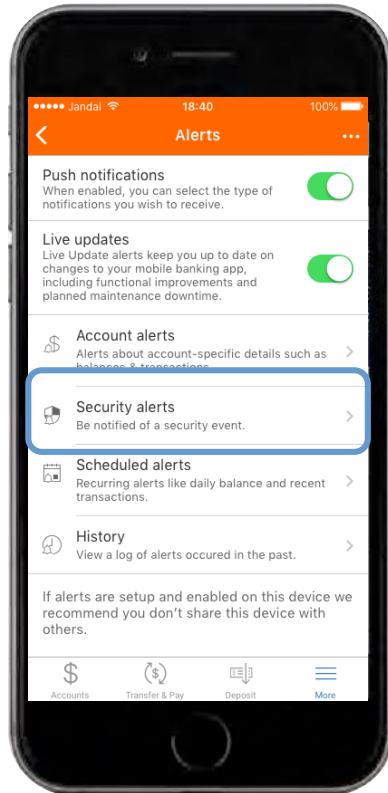 Jandal 18:40 100%
Alerts
Push notifications
When enabled, you can select the type of
notifications you wish to receive.
Live updates
Live Update alerts keep you up to date on
changes to your mobile banking app,
including functional improvements and
planned maintenance downtime.
Account alerts
Alerts about account-specific details such as
balances & transactions.
Security alerts
Be notified of a security event.
Scheduled alerts
Recurring alerts like daily balance and recent
transactions.
History
View a log of alerts occured in the past.
If alerts are setup and enabled on this device we
recommend you don't share this device with
others.
Accounts Transfer & Pay Deposit More